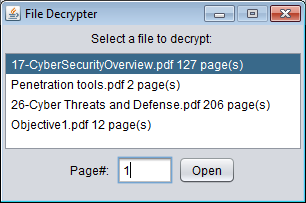 File Decrypter
Select a file to decrypt:
17-CyberSecurityOverview.pdf 127 page(s)
Penetration tools.pdf 2 page(s)
26-Cyber Threats and Defense.pdf 206 page(s)
Objective1.pdf 12 page(s)
Page#: 1 Open